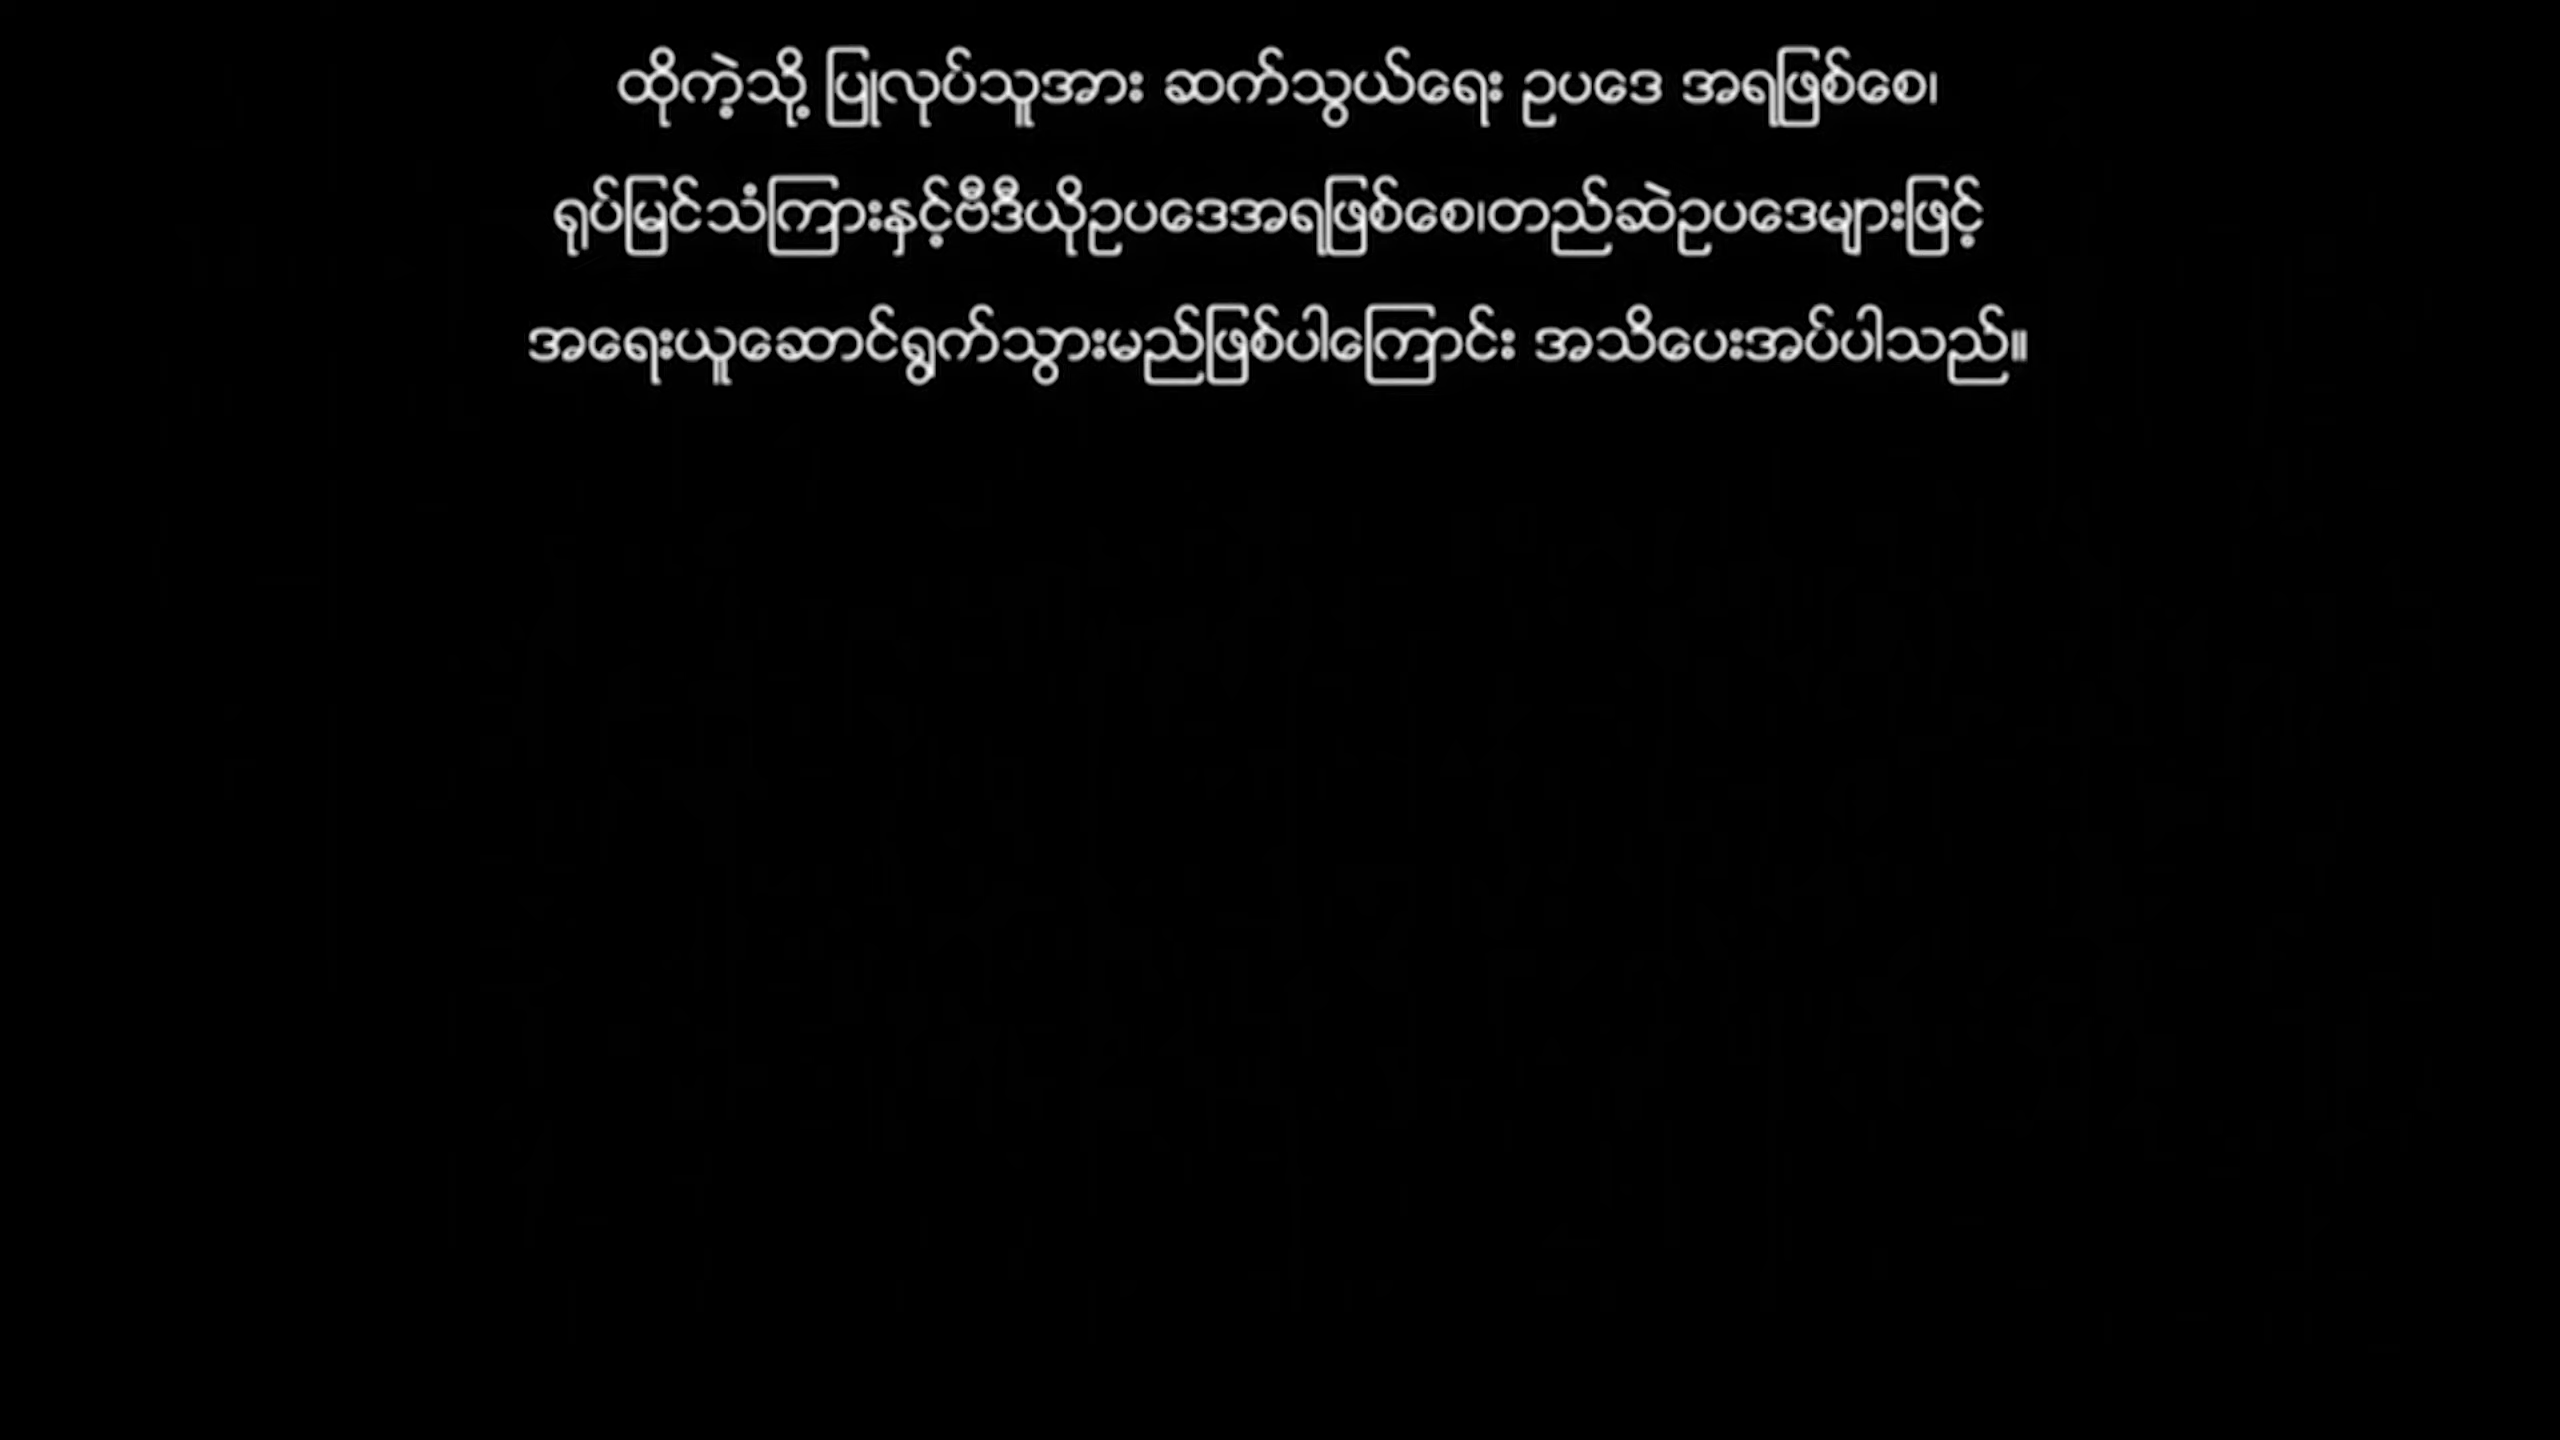 ထိုကဲ့သို့ ပြုလုပ်သူအား ဆက်သွယ်ရေး ဥပဒေ အရဖြစ်စေ၊
ရုပ်မြင်သံကြားနှင့်ဗီဒီယိုဥပဒေအရဖြစ်စေ၊တည်ဆဲဥပဒေများဖြင့်
အရေးယူဆောင်ရွက်သွားမည်ဖြစ်ပါကြောင်း အသိပေးအပ်ပါသည်။